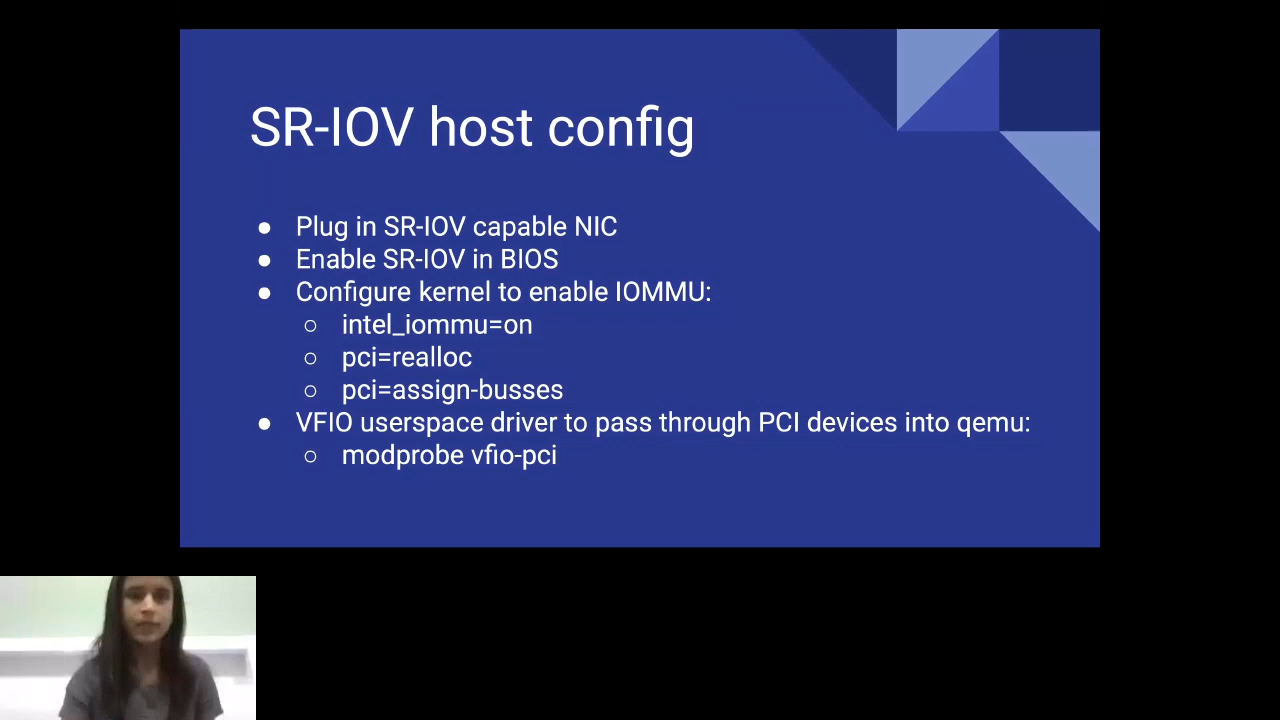 SR-IOV host config
● Plug in SR-IOV capable NIC
● Enable SR-IOV in BIOS
● Configure kernel to enable IOMMU:
○ intel_iommu=on
○ pci=realloc
○ pci=assign-busses
● VFIO userspace driver to pass through PCI devices into qemu:
○ modprobe vfio-pci